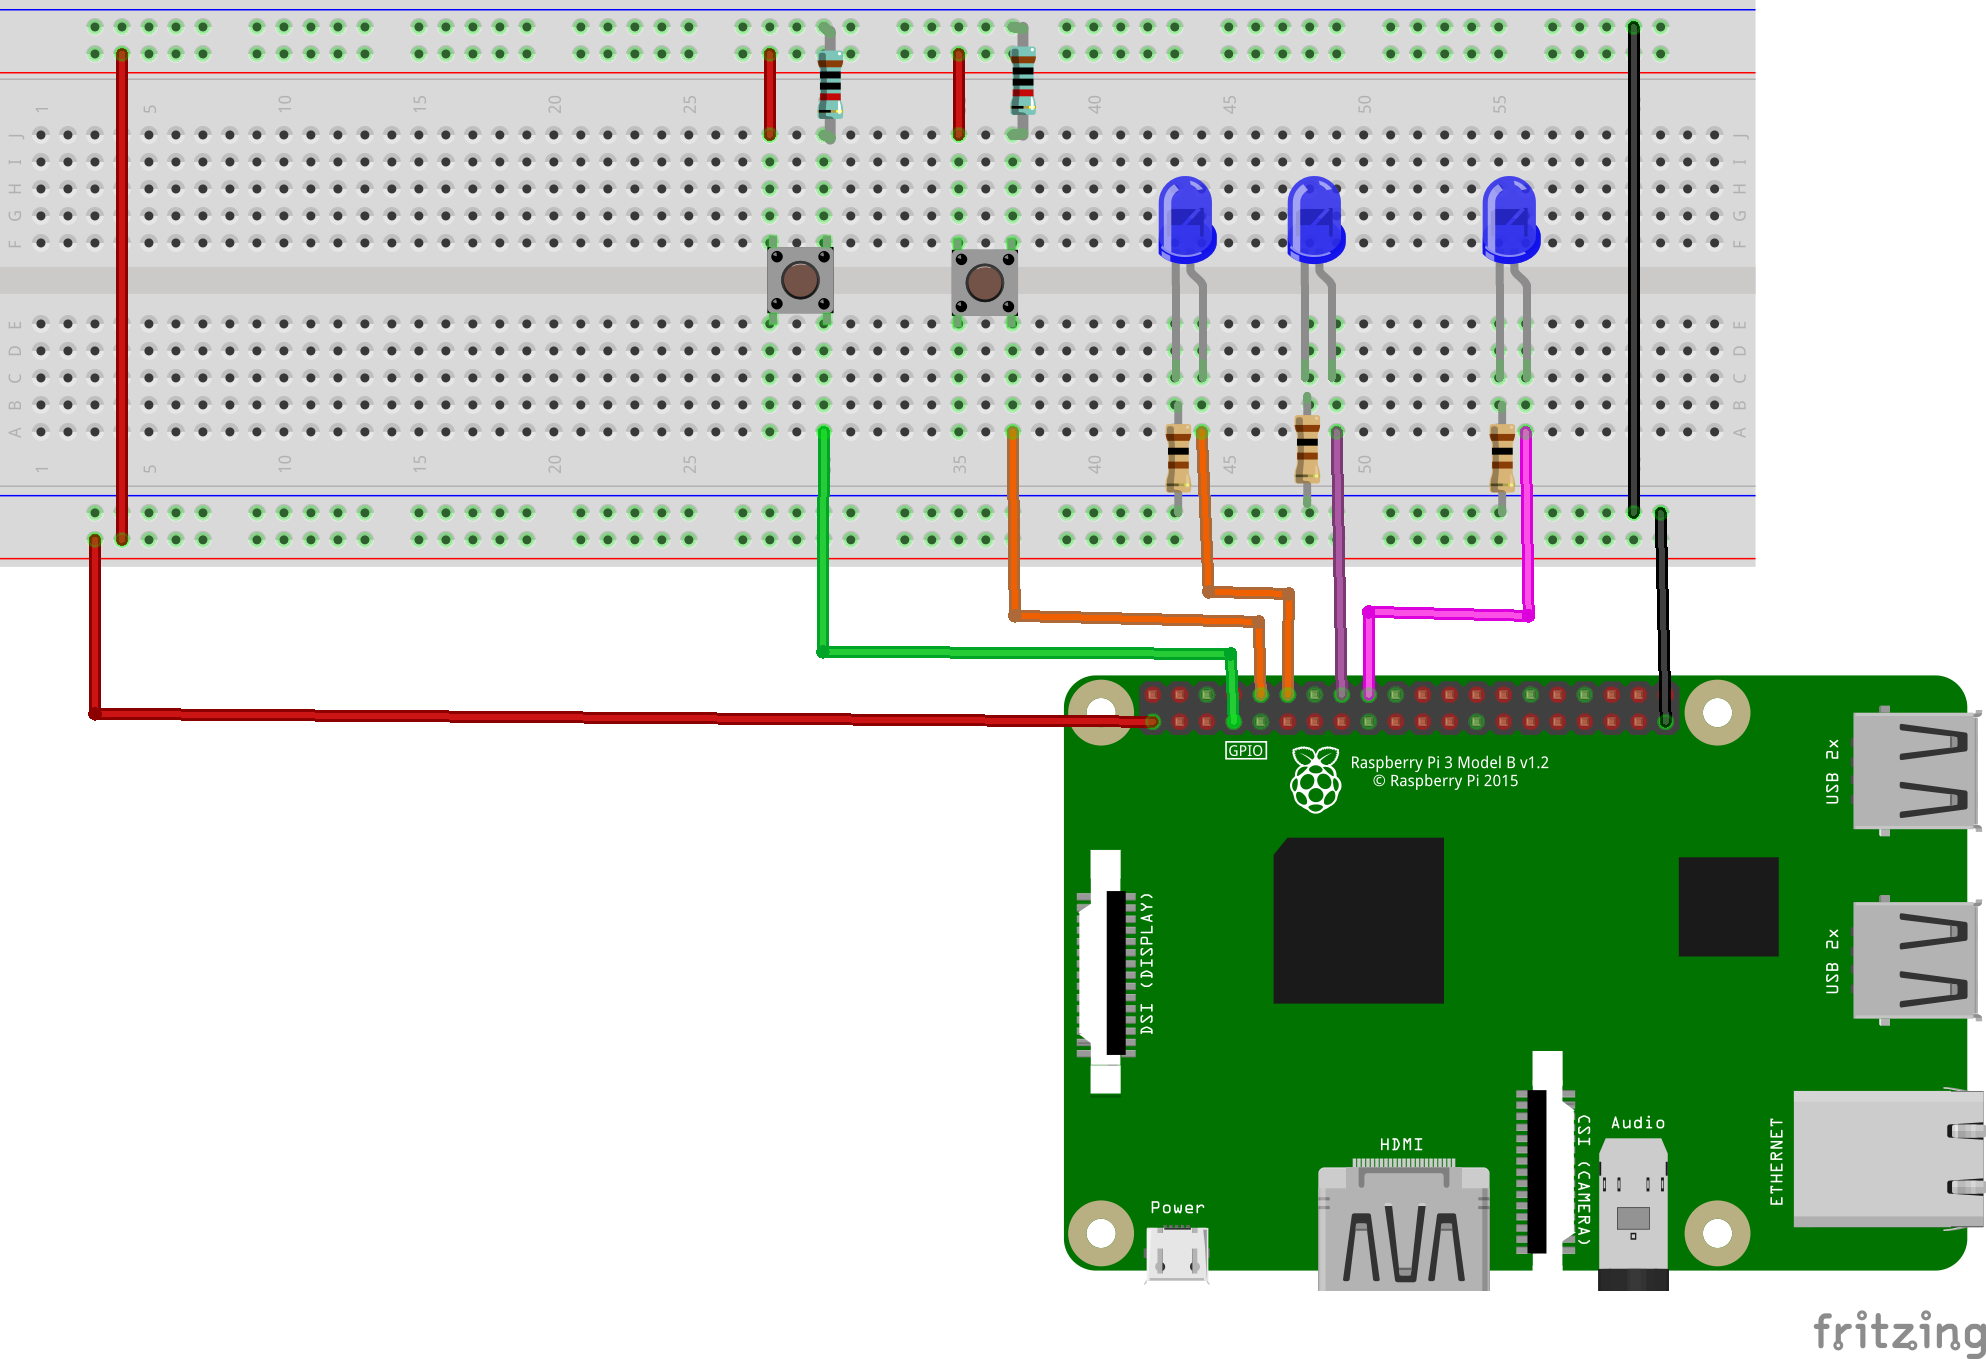 1 5 10 15 20 25 40 45 50 55
J J
I I
H H
G G
F F
E E
D D
C C
B B
A A
1 5 10 15 20 25 35 40 45 50
GPIO
Raspberry Pi 3 Model B v1.2
© Raspberry Pi 2015
USB 2x
DSI (DISPLAY)
USB 2x
Audio
CSI (CAMERA)
ETHERNET
HDMI
Power
fritzing